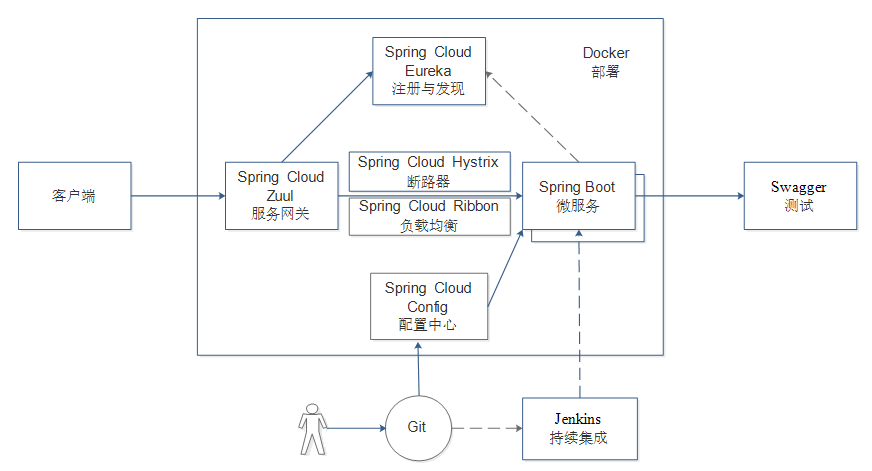 Spring Cloud
Eureka
注册与发现
Docker
部署
客户端
Spring Cloud
Zuul
服务网关
Spring Cloud Hystrix
断路器
Spring Cloud Ribbon
负载均衡
Spring Boot
微服务
Swagger
测试
Spring Cloud
Config
配置中心
Git
Jenkins
持续集成